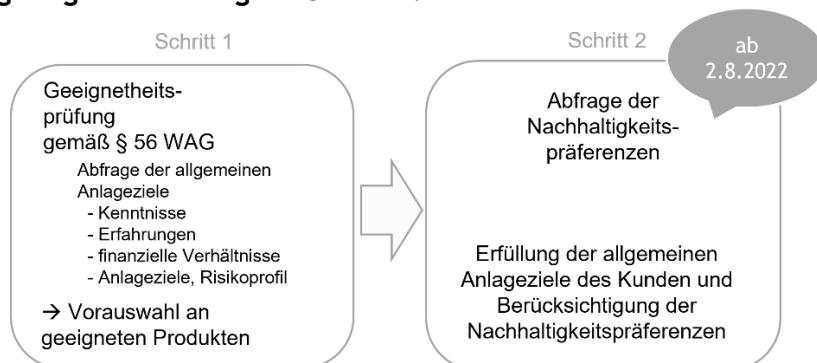 Schritt 1
Geeignetheits-
prüfung
gemäß § 56 WAG
Abfrage der allgemeinen
Anlageziele
- Kenntnisse
- Erfahrungen
- finanzielle Verhältnisse
- Anlageziele, Risikoprofil
→ Vorauswahl an
geeigneten Produkten
Schritt 2
ab
2.8.2022
Abfrage der
Nachhaltigkeits-
präferenzen
Erfüllung der allgemeinen
Anlageziele des Kunden und
Berücksichtigung der
Nachhaltigkeitspräferenzen